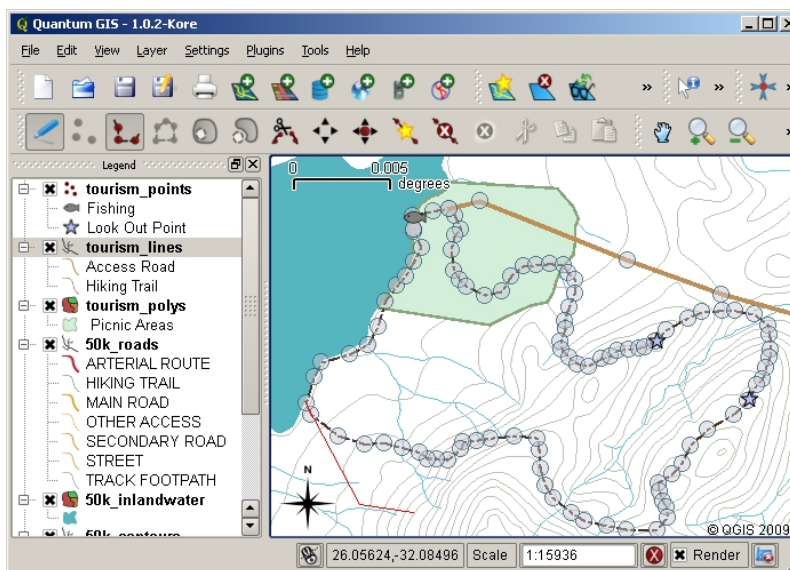 Quantum GIS - 1.0.2-Kore
File Edit View Layer Settings Plugins Tools Help
Legend
tourism_points
Fishing
Look Out Point
tourism_lines
Access Road
Hiking Trail
tourism_polys
Picnic Areas
50k_roads
ARTERIAL ROUTE
HIKING TRAIL
MAIN ROAD
OTHER ACCESS
SECONDARY ROAD
STREET
TRACK FOOTPATH
50k_inlandwater
50k_contours
0 0.005
degrees
N
© QGIS 2009
26.05624,-32.08496 Scale 1:15936 Render